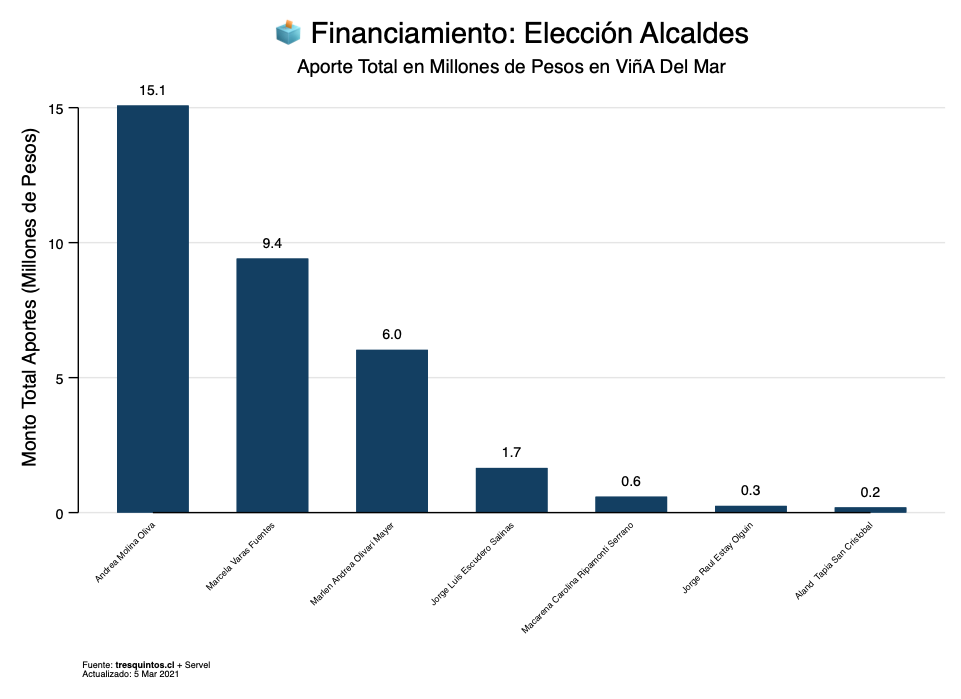 Financiamiento: Elección Alcaldes
Aporte Total en Millones de Pesos en ViñA Del Mar
Monto Total Aportes (Millones de Pesos)
15
10
5
0
15.1
9.4
6.0
1.7
0.6
0.3
0.2
Andrea Molina Oliva
Marcela Varas Fuentes
Marlen Andrea Olivari Mayer
Jorge Luis Escudero Salinas
Macarena Carolina Ripamonti Serrano
Jorge Raul Estay Olguin
Aland Tapia San Cristobal
Fuente: tresquintos.cl + Servel
Actualizado: 5 Mar 2021